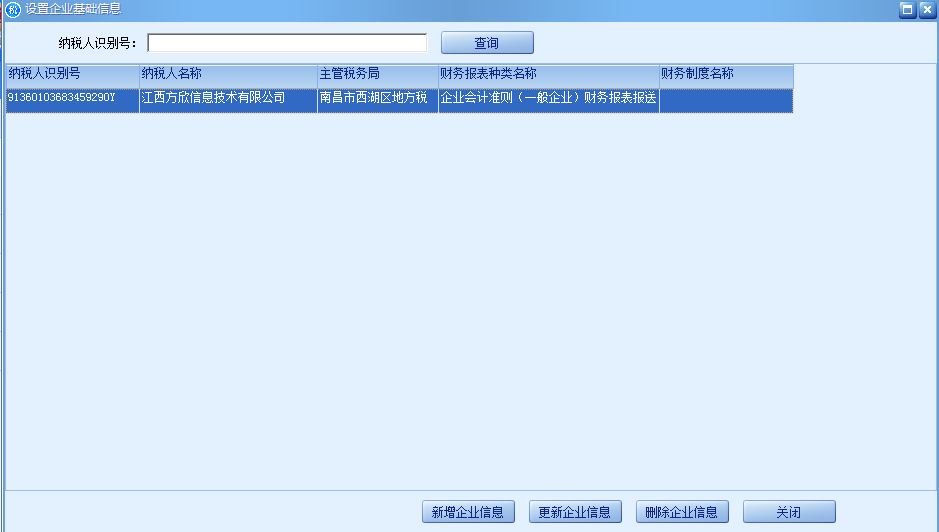 设置企业基础信息
纳税人识别号： 查询
纳税人识别号 纳税人名称 主管税务局 财务报表种类名称 财务制度名称
91360103683459290Y 江西方欣信息技术有限公司 南昌市西湖区地方税 企业会计准则（一般企业）财务报表报送
新增企业信息 更新企业信息 删除企业信息 关闭